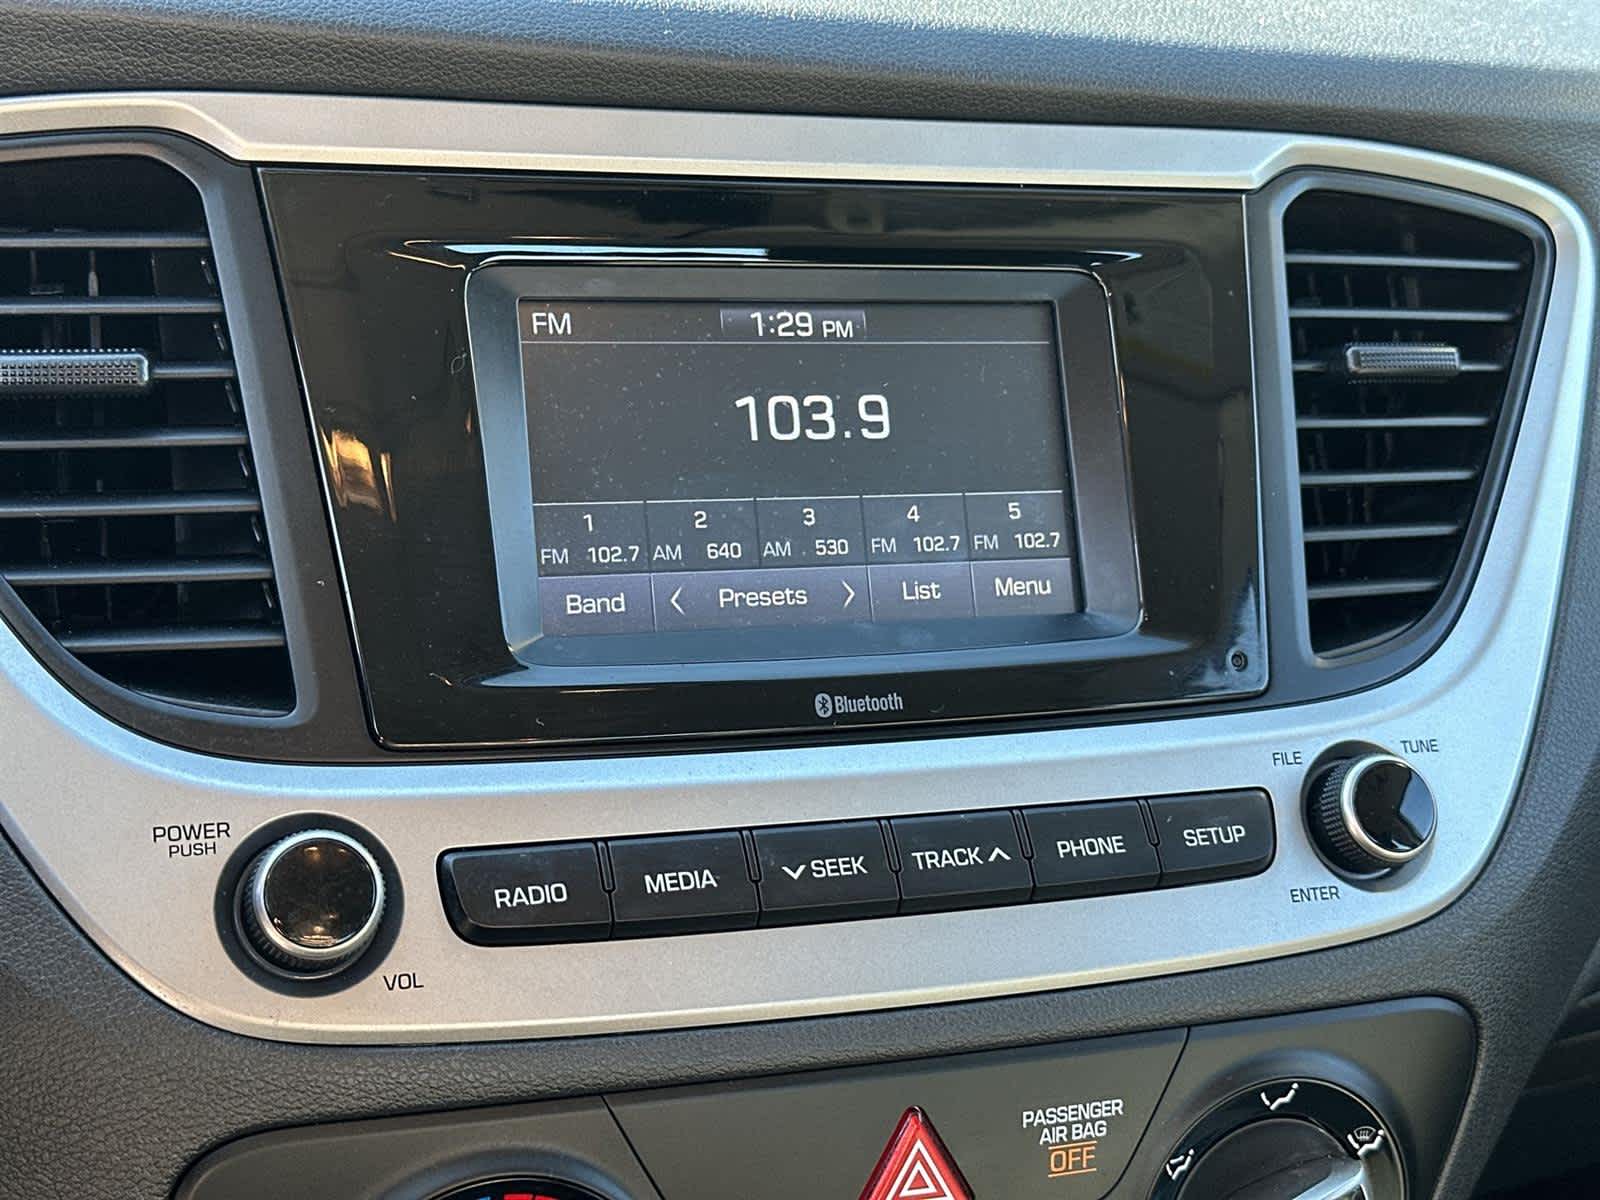 FM 1:29 PM
103.9
1 2 3 4 5
FM 102.7 AM 640 AM 530 FM 102.7 FM 102.7
Band < Presets > List Menu
Bluetooth
FILE TUNE
POWER
PUSH
RADIO MEDIA SEEK TRACK PHONE SETUP
ENTER
VOL
PASSENGER
AIR BAG
OFF